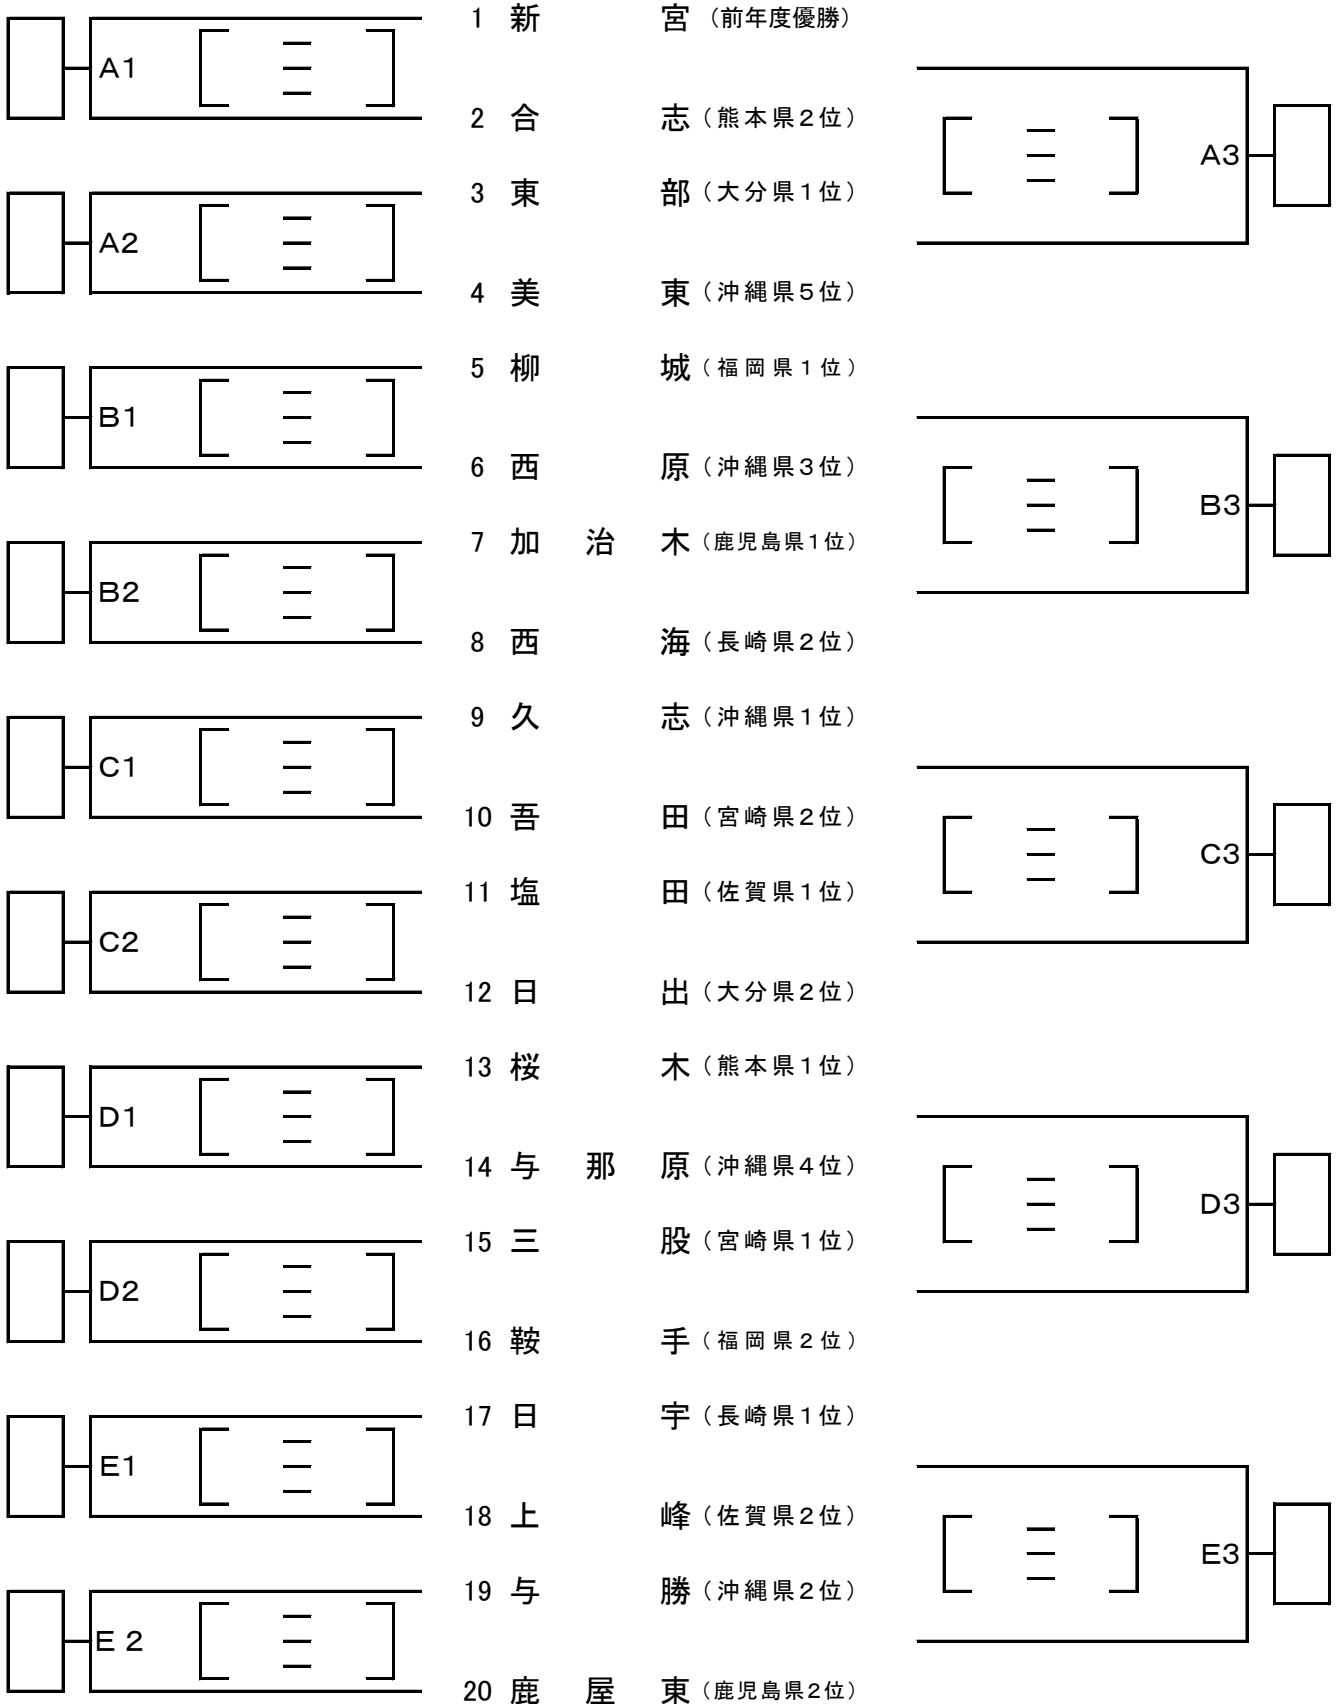 1 新 宮 (前年度優勝)
A1
2 合 志 (熊本県2位)
A3
3 東 部 (大分県1位)
A2
4 美 東 (沖縄県5位)
5 柳 城 (福岡県1位)
B1
6 西 原 (沖縄県3位)
B3
7 加 治 木 (鹿児島県1位)
B2
8 西 海 (長崎県2位)
9 久 志 (沖縄県1位)
C1
10 吾 田 (宮崎県2位)
C3
11 塩 田 (佐賀県1位)
C2
12 日 出 (大分県2位)
13 桜 木 (熊本県1位)
D1
14 与 那 原 (沖縄県4位)
D3
15 三 股 (宮崎県1位)
D2
16 鞍 手 (福岡県2位)
17 日 宇 (長崎県1位)
E1
18 上 峰 (佐賀県2位)
E3
19 与 勝 (沖縄県2位)
E 2
20 鹿 屋 東 (鹿児島県2位)